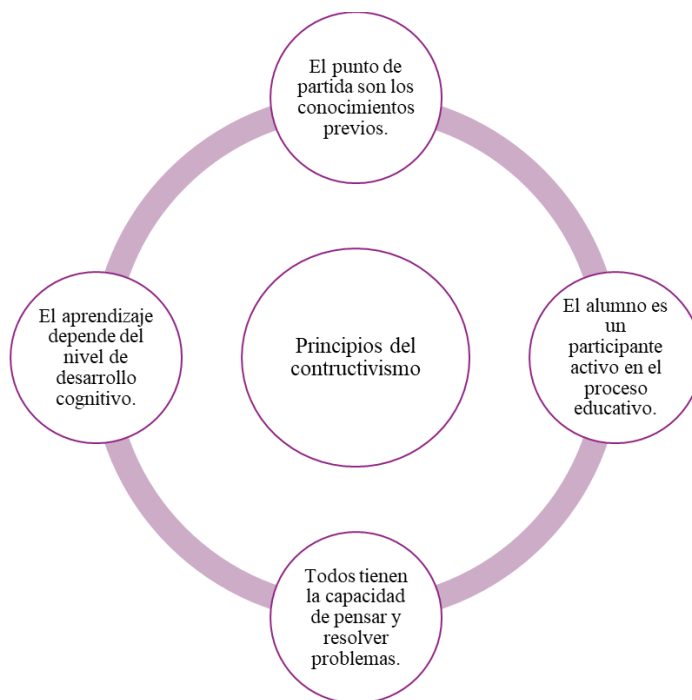 El punto de
partida son los
conocimientos
previos.
El aprendizaje
depende del
nivel de
desarrollo
cognitivo.
Principios del
contructivismo
El alumno es
un
participante
activo en el
proceso
educativo.
Todos tienen
la capacidad
de pensar y
resolver
problemas.